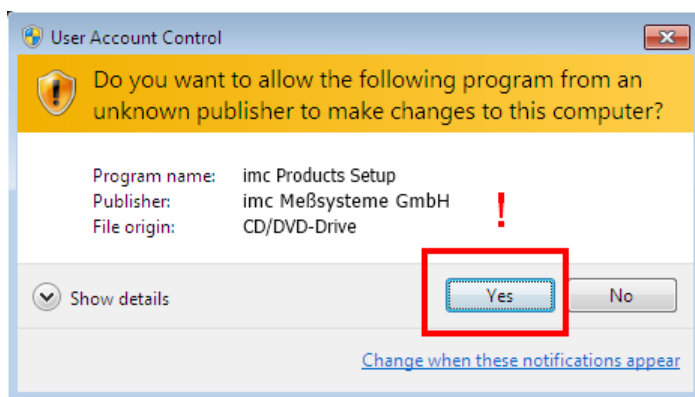 User Account Control
Do you want to allow the following program from an
unknown publisher to make changes to this computer?
Program name: imc Products Setup
Publisher: imc Meßsysteme GmbH
File origin: CD/DVD-Drive
!
Show details Yes No
Change when these notifications appear